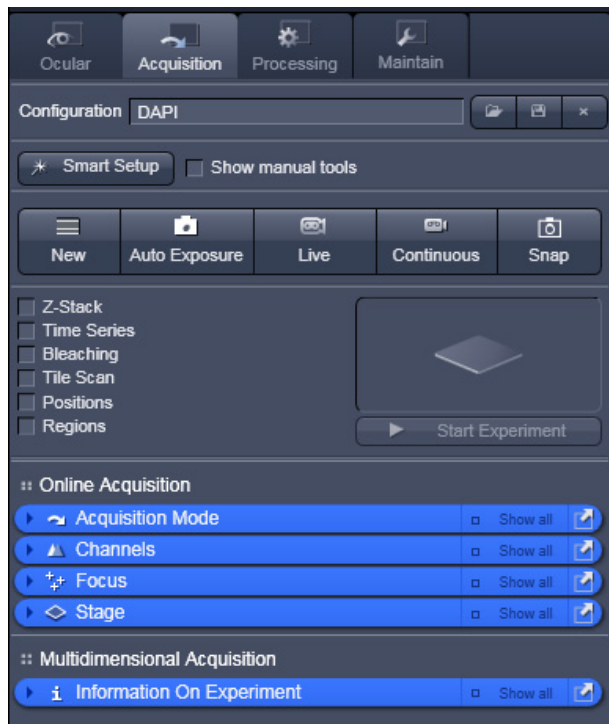 Ocular Acquisition Processing Maintain
Configuration DAPI
Smart Setup Show manual tools
New Auto Exposure Live Continuous Snap
Z-Stack
Time Series
Bleaching
Tile Scan
Positions
Regions
Start Experiment
Online Acquisition
Acquisition Mode Show all
Channels Show all
Focus Show all
Stage Show all
Multidimensional Acquisition
Information On Experiment Show all